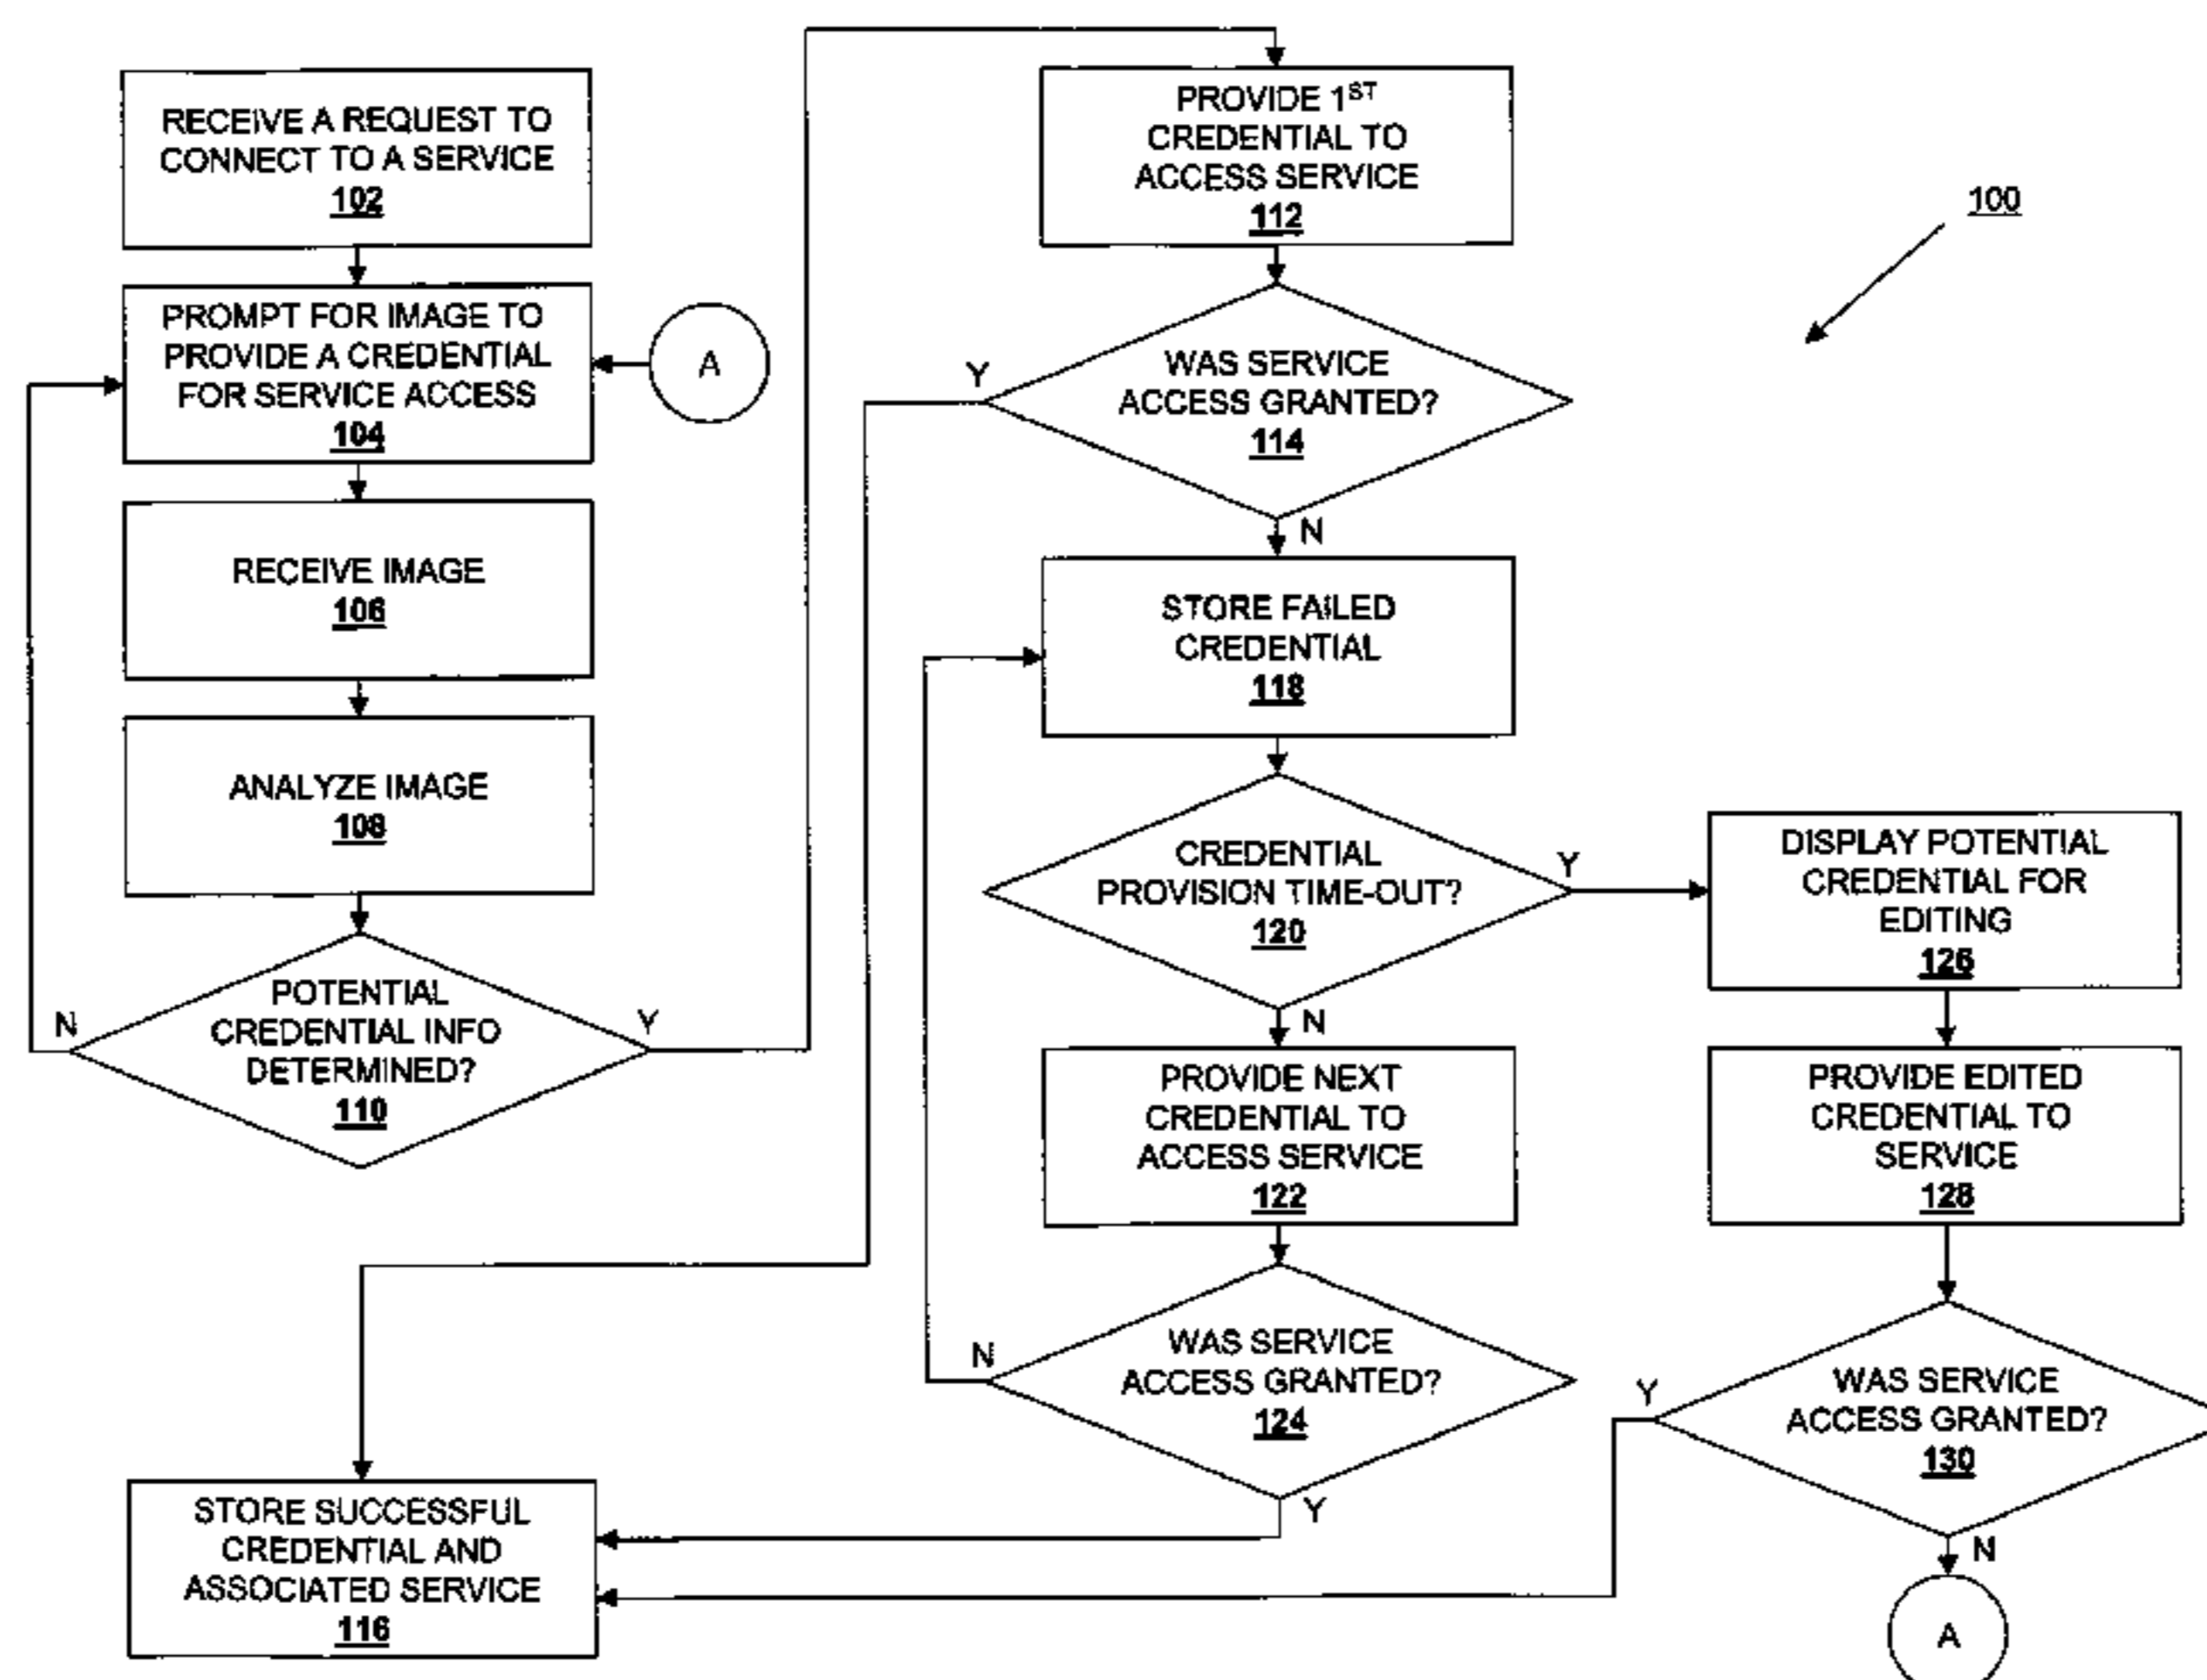 RECEIVE A REQUEST TO
CONNECT TO A SERVICE
102
PROMPT FOR IMAGE TO
PROVIDE A CREDENTIAL
FOR SERVICE ACCESS
104
A
RECEIVE IMAGE
106
ANALYZE IMAGE
108
POTENTIAL
CREDENTIAL INFO
DETERMINED?
110
N
Y
PROVIDE 1ST
CREDENTIAL TO
ACCESS SERVICE
112
100
WAS SERVICE
ACCESS GRANTED?
114
Y
N
STORE FAILED
CREDENTIAL
118
CREDENTIAL
PROVISION TIME-OUT?
120
Y
N
PROVIDE NEXT
CREDENTIAL TO
ACCESS SERVICE
122
WAS SERVICE
ACCESS GRANTED?
124
N
Y
DISPLAY POTENTIAL
CREDENTIAL FOR
EDITING
126
PROVIDE EDITED
CREDENTIAL TO
SERVICE
128
WAS SERVICE
ACCESS GRANTED?
130
Y
N
A
STORE SUCCESSFUL
CREDENTIAL AND
ASSOCIATED SERVICE
116